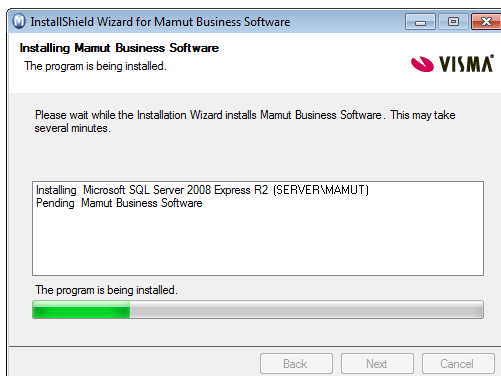 InstallShield Wizard for Mamut Business Software
Installing Mamut Business Software
The program is being installed.
VISMA
Please wait while the Installation Wizard installs Mamut Business Software. This may take
several minutes.
Installing Microsoft SQL Server 2008 Express R2 (SERVER\MAMUT)
Pending Mamut Business Software
The program is being installed.
Back Next Cancel